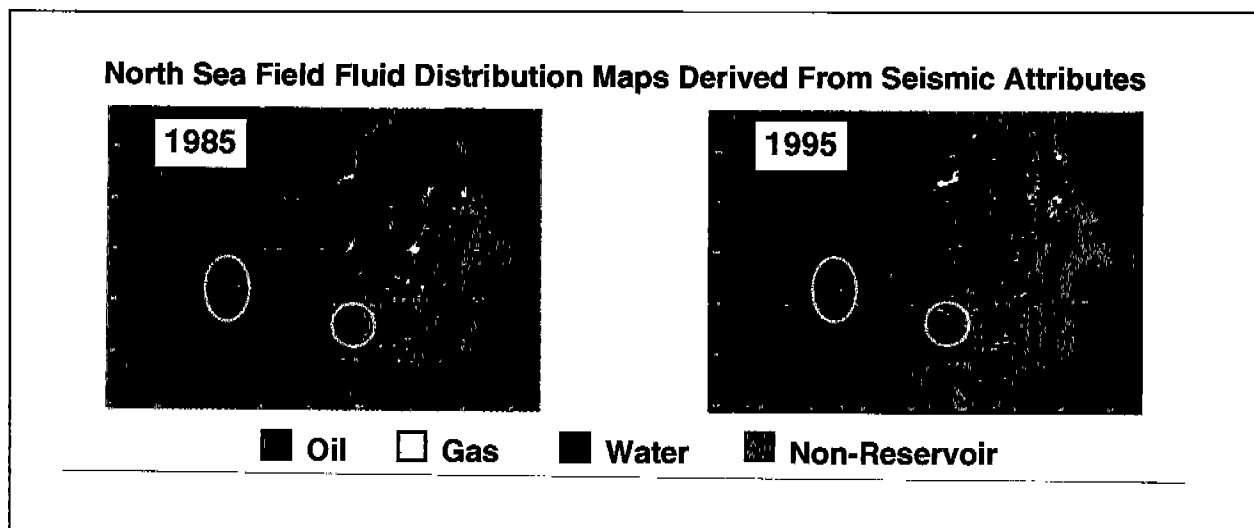 North Sea Field Fluid Distribution Maps Derived From Seismic Attributes
1985
1995
Oil
Gas
Water
Non-Reservoir